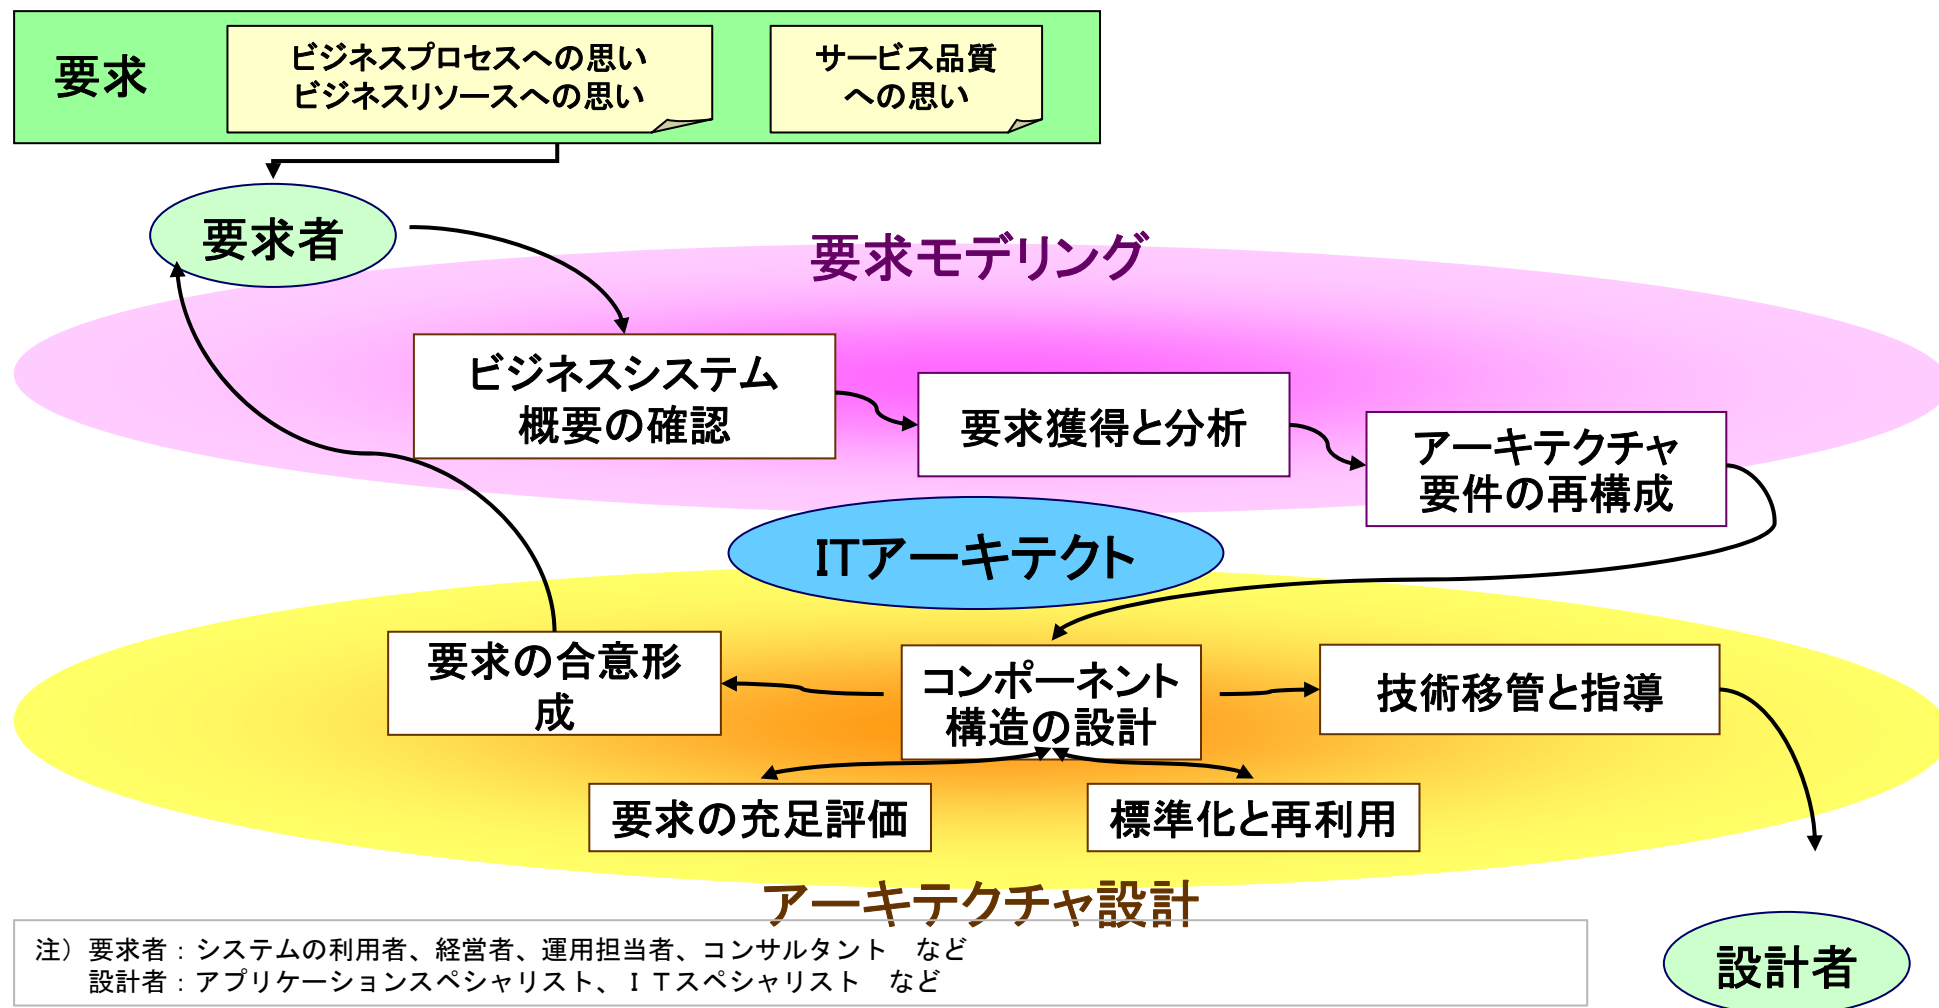 要求
ビジネスプロセスへの思い
ビジネスリソースへの思い
サービス品質
への思い
要求者
要求モデリング
ビジネスシステム
概要の確認
要求獲得と分析
アーキテクチャ
要件の再構成
ITアーキテクト
要求の合意形
成
コンポーネント
構造の設計
技術移管と指導
要求の充足評価
標準化と再利用
アーキテクチャ設計
注）要求者：システムの利用者、経営者、運用担当者、コンサルタント　など
設計者：アプリケーションスペシャリスト、ＩＴスペシャリスト　など
設計者